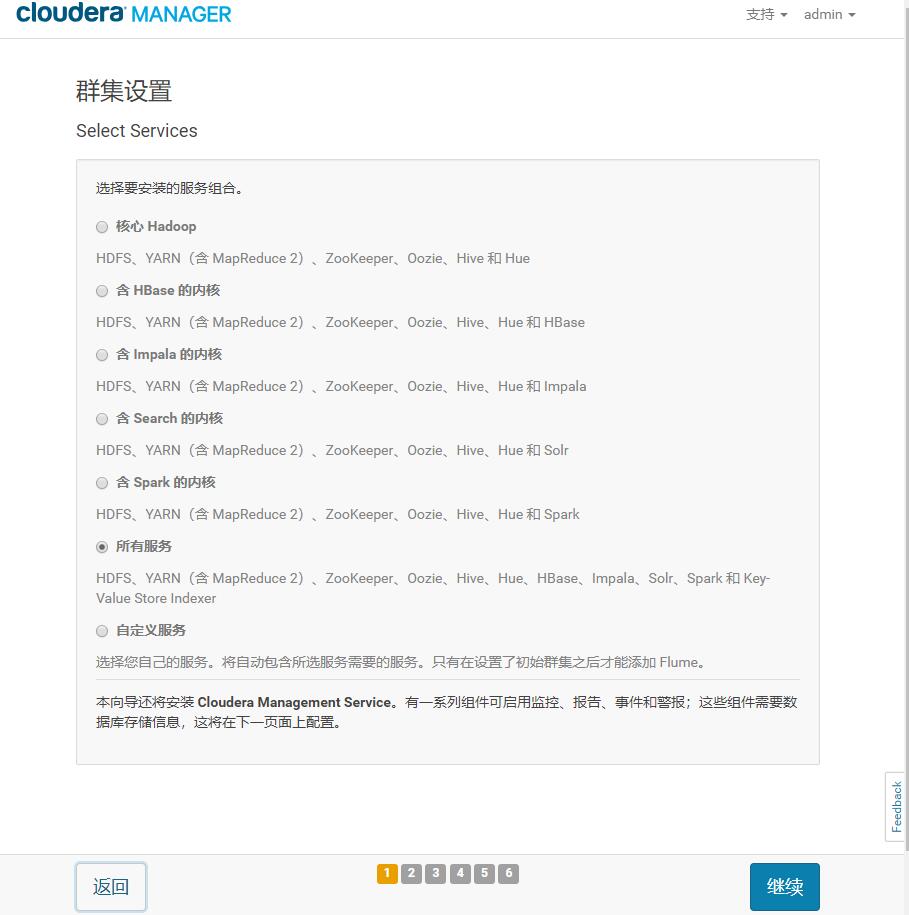 cloudera MANAGER
支持 admin
群集设置
Select Services
选择要安装的服务组合。
核心 Hadoop
HDFS、YARN（含 MapReduce 2）、ZooKeeper、Oozie、Hive 和 Hue
含 HBase 的内核
HDFS、YARN（含 MapReduce 2）、ZooKeeper、Oozie、Hive、Hue 和 HBase
含 Impala 的内核
HDFS、YARN（含 MapReduce 2）、ZooKeeper、Oozie、Hive、Hue 和 Impala
含 Search 的内核
HDFS、YARN（含 MapReduce 2）、ZooKeeper、Oozie、Hive、Hue 和 Solr
含 Spark 的内核
HDFS、YARN（含 MapReduce 2）、ZooKeeper、Oozie、Hive、Hue 和 Spark
所有服务
HDFS、YARN（含 MapReduce 2）、ZooKeeper、Oozie、Hive、Hue、HBase、Impala、Solr、Spark 和 Key-
Value Store Indexer
自定义服务
选择您自己的服务。将自动包含所选服务需要的服务。只有在设置了初始群集之后才能添加 Flume。
本向导还将安装 Cloudera Management Service。有一系列组件可启用监控、报告、事件和警报；这些组件需要数
据库存储信息，这将在下一页面上配置。
Feedback
返回 1 2 3 4 5 6 继续